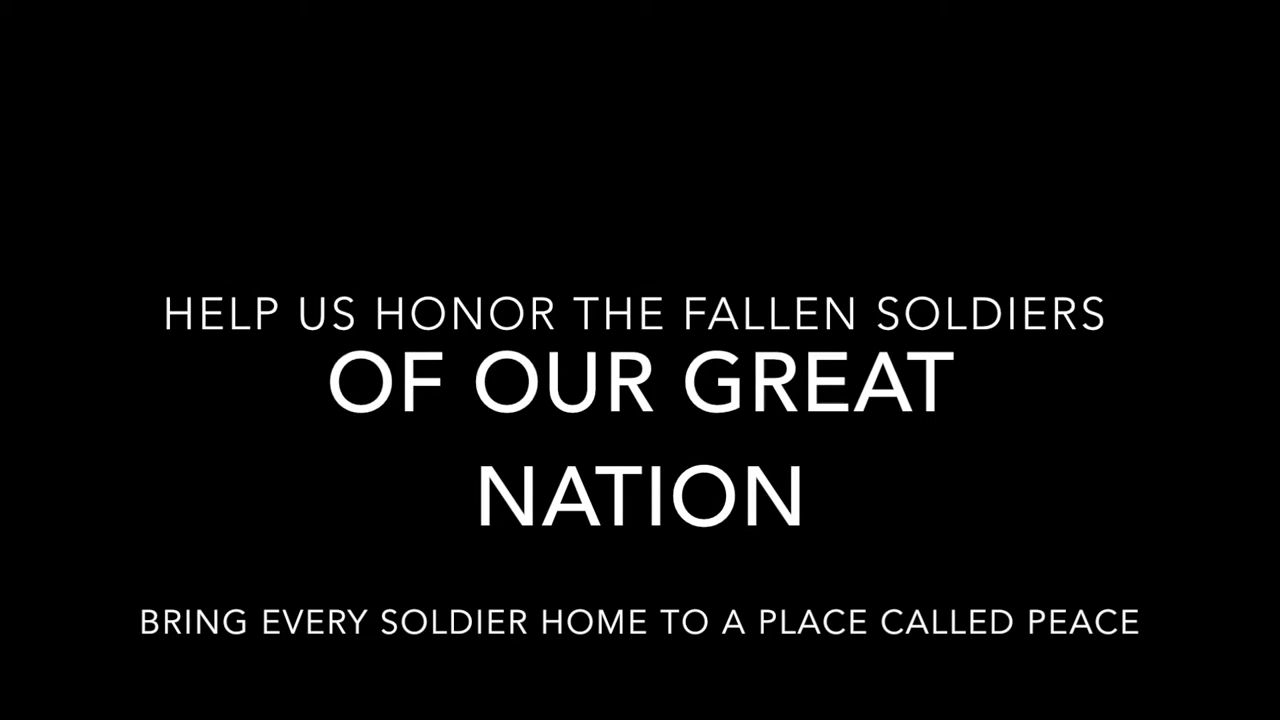 HELP US HONOR THE FALLEN SOLDIERS
OF OUR GREAT
NATION
BRING EVERY SOLDIER HOME TO A PLACE CALLED PEACE